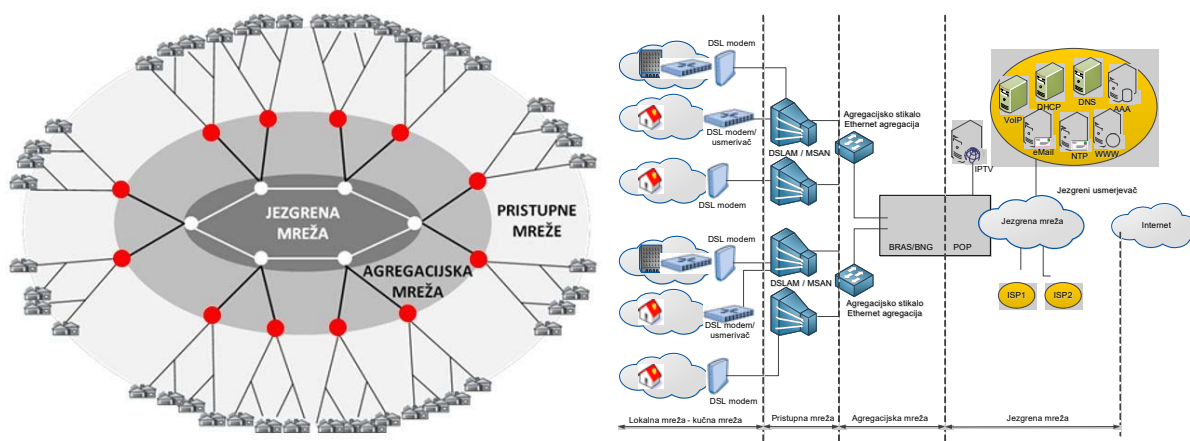 JEZGRENA
MREŽA
PRISTUPNE
MREŽE
AGREGACIJSKA
MREŽA
DSL modem
DSL modem/
usmerivač
DSL modem
DSL modem
DSL modem/
usmerivač
DSL modem
DSLAM / MSAN
DSLAM / MSAN
Agregacijsko stikalo
Ethernet agregacija
Agregacijsko stikalo
Ethernet agregacija
BRAS/BNG
POP
IPTV
VoIP
DHCP
DNS
AAA
eMail
NTP
WWW
Jezgreni usmerjevač
Jezgrena mreža
Internet
ISP1
ISP2
Lokalna mreža - kućna mreža
Pristupna mreža
Agregacijska mreža
Jezgrena mreža